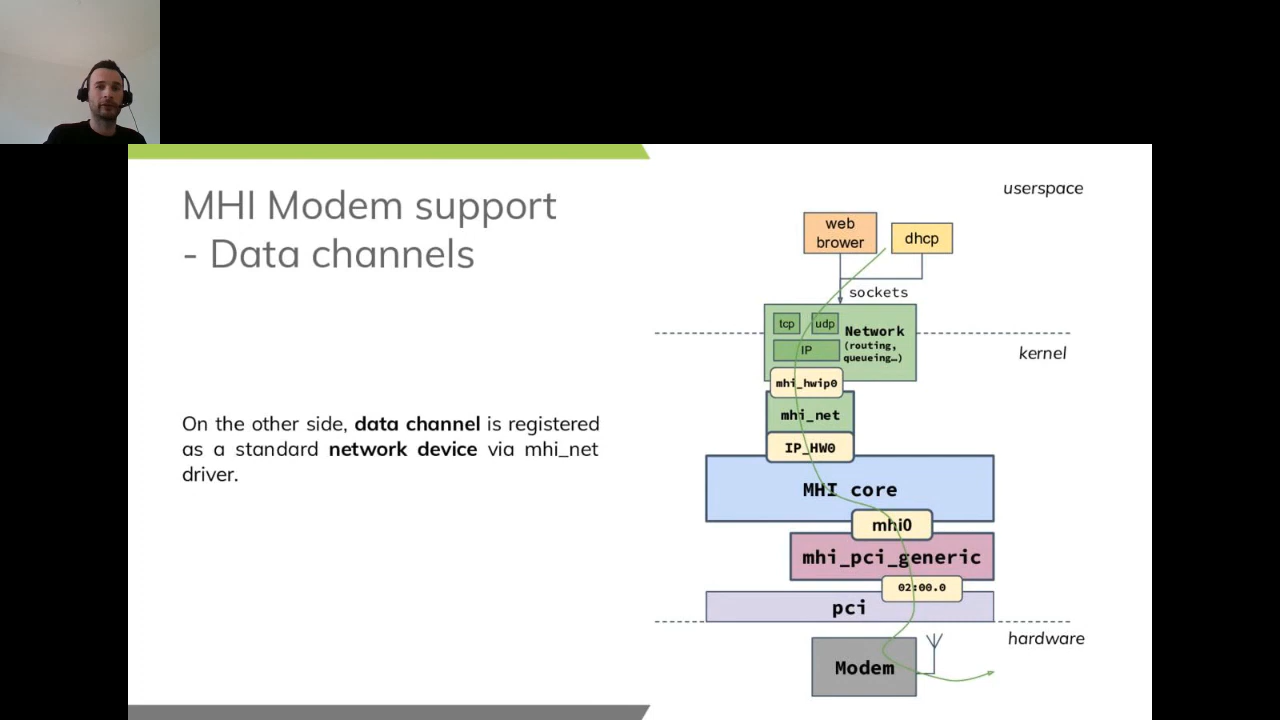 MHI Modem support
- Data channels
On the other side, data channel is registered
as a standard network device via mhi_net
driver.
userspace
web
brower
dhcp
sockets
tcp
udp
IP
Network
(routing,
queueing…)
kernel
mhi_hwip0
mhi_net
IP_HW0
MHI core
mhi0
mhi_pci_generic
02:00.0
pci
hardware
Modem